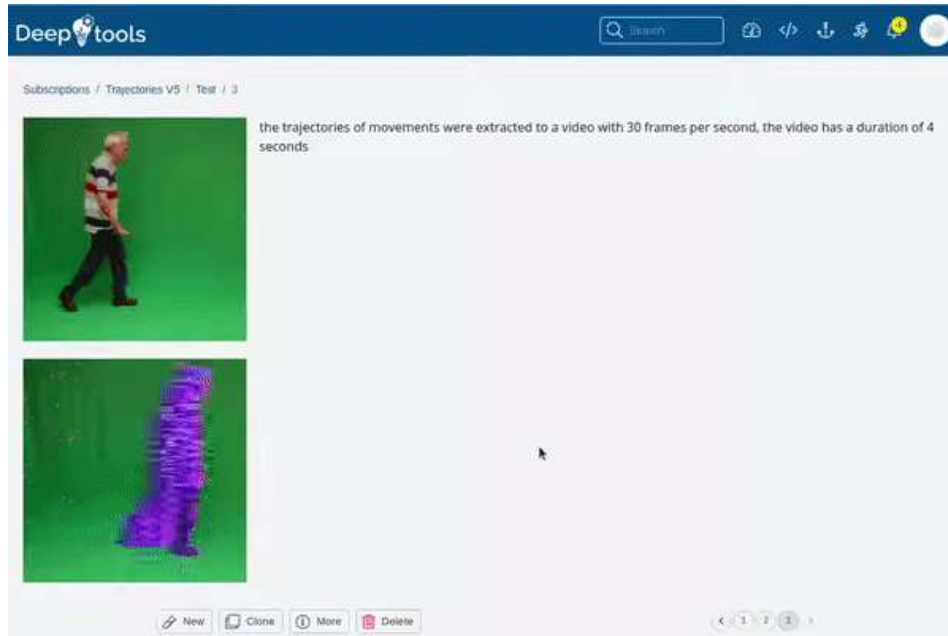 Deep tools
Search
Subscriptions / Trajectories V5 / Test / 3
the trajectories of movements were extracted to a video with 30 frames per second, the video has a duration of 4
seconds
New Clone More Delete
1 2 3